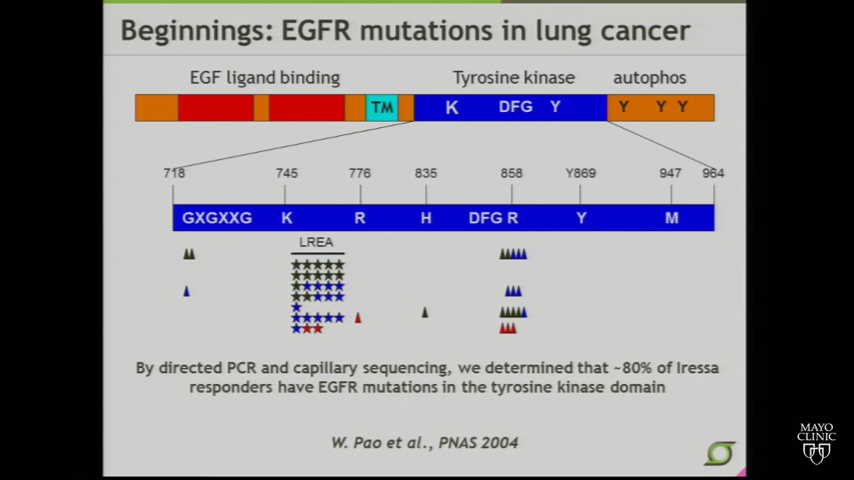 Beginnings: EGFR mutations in lung cancer
EGF ligand binding Tyrosine kinase autophos
TM K DFG Y Y Y Y
718 745 776 835 858 Y869 947 964
GXGXXG K R H DFG R Y M
LREA
By directed PCR and capillary sequencing, we determined that ~80% of Iressa
responders have EGFR mutations in the tyrosine kinase domain
W. Pao et al., PNAS 2004
MAYO
CLINIC